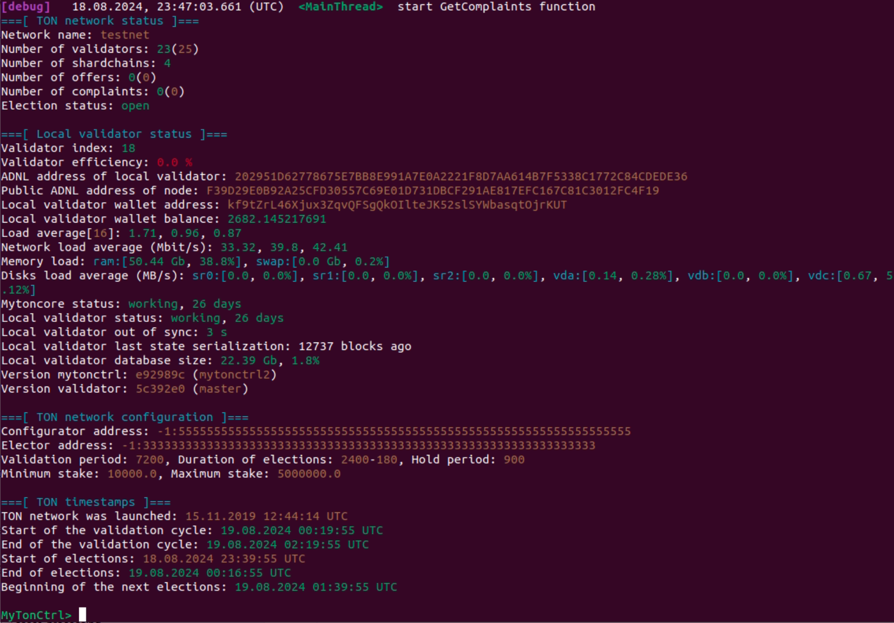 [debug]   18.08.2024, 23:47:03.661 (UTC)  <MainThread>  start GetComplaints function
===[ TON network status ]===
Network name: testnet
Number of validators: 23(25)
Number of shardchains: 4
Number of offers: 0(0)
Number of complaints: 0(0)
Election status: open
===[ Local validator status ]===
Validator index: 18
Validator efficiency: 0.0 %
ADNL address of local validator: 202951D62778675E7BB8E991A7E0A2221F8D7AA614B7F5338C1772C84CDEDE36
Public ADNL address of node: F39D29E0B92A25CFD30557C69E01D731DBCF291AE817EFC167C81C3012FC4F19
Local validator wallet address: kf9tZrL46Xjux3ZqvQFSgQkOIlteJK52slSYWbasqtOjrKUT
Local validator wallet balance: 2682.145217691
Load average[16]: 1.71, 0.96, 0.87
Network load average (Mbit/s): 33.32, 39.8, 42.41
Memory load: ram:[50.44 Gb, 38.8%], swap:[0.0 Gb, 0.2%]
Disks load average (MB/s): sr0:[0.0, 0.0%], sr1:[0.0, 0.0%], sr2:[0.0, 0.0%], vda:[0.14, 0.28%], vdb:[0.0, 0.0%], vdc:[0.67, 5
.12%]
Mytoncore status: working, 26 days
Local validator status: working, 26 days
Local validator out of sync: 3 s
Local validator last state serialization: 12737 blocks ago
Local validator database size: 22.39 Gb, 1.8%
Version mytonctrl: e92989c (mytonctrl2)
Version validator: 5c392e0 (master)
===[ TON network configuration ]===
Configurator address: -1:5555555555555555555555555555555555555555555555555555555555555555
Elector address: -1:3333333333333333333333333333333333333333333333333333333333333333
Validation period: 7200, Duration of elections: 2400-180, Hold period: 900
Minimum stake: 10000.0, Maximum stake: 5000000.0
===[ TON timestamps ]===
TON network was launched: 15.11.2019 12:44:14 UTC
Start of the validation cycle: 19.08.2024 00:19:55 UTC
End of the validation cycle: 19.08.2024 02:19:55 UTC
Start of elections: 18.08.2024 23:39:55 UTC
End of elections: 19.08.2024 00:16:55 UTC
Beginning of the next elections: 19.08.2024 01:39:55 UTC
MyTonCtrl>